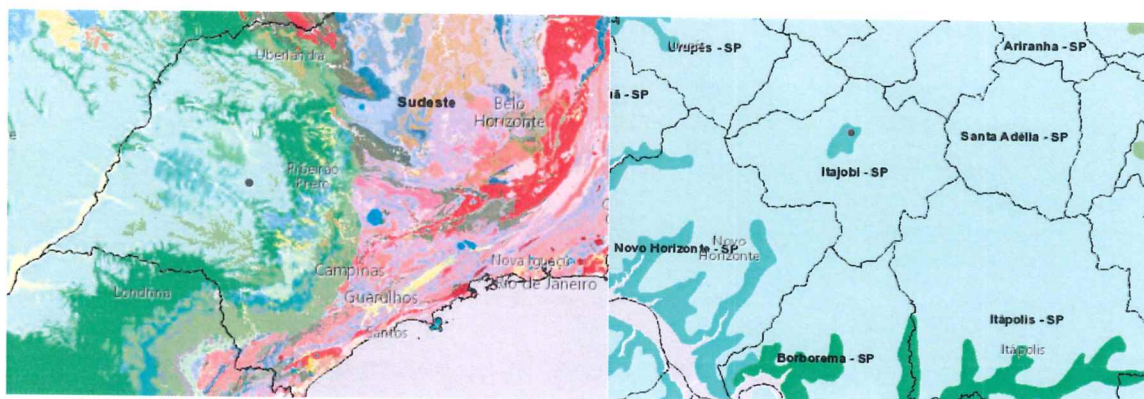 Uberlândia
Sudeste
Belo
Horizonte
Ribeirão
Preto
Campinas
Nova Iguaçu
Rio de Janeiro
Guarulhos
Londrina
Santos
Urupês - SP
Ariranha - SP
Santa Adélia - SP
Itajobi - SP
Novo Horizonte - SP
Novo
Horizonte
Itápolis - SP
Itápolis
Borborema - SP